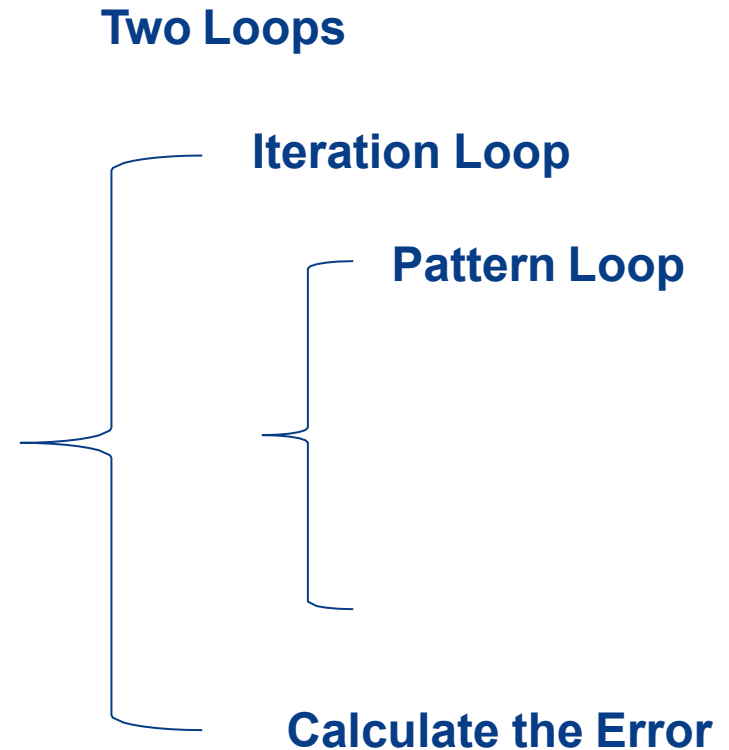 Two Loops
Iteration Loop
Pattern Loop
Calculate the Error